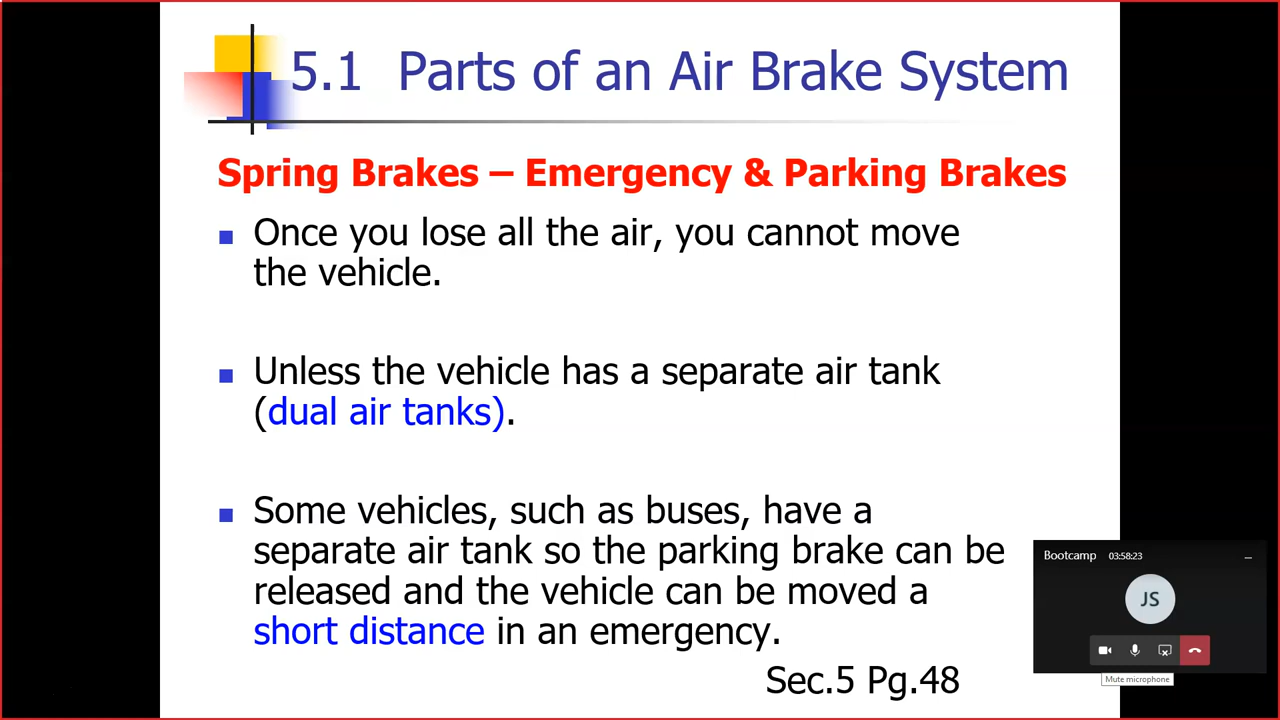 5.1 Parts of an Air Brake System
Spring Brakes – Emergency & Parking Brakes
Once you lose all the air, you cannot move
the vehicle.
Unless the vehicle has a separate air tank
(dual air tanks).
Some vehicles, such as buses, have a
separate air tank so the parking brake can be
released and the vehicle can be moved a
short distance in an emergency.
Sec.5 Pg.48
Bootcamp 03:58:23
JS
Mute microphone